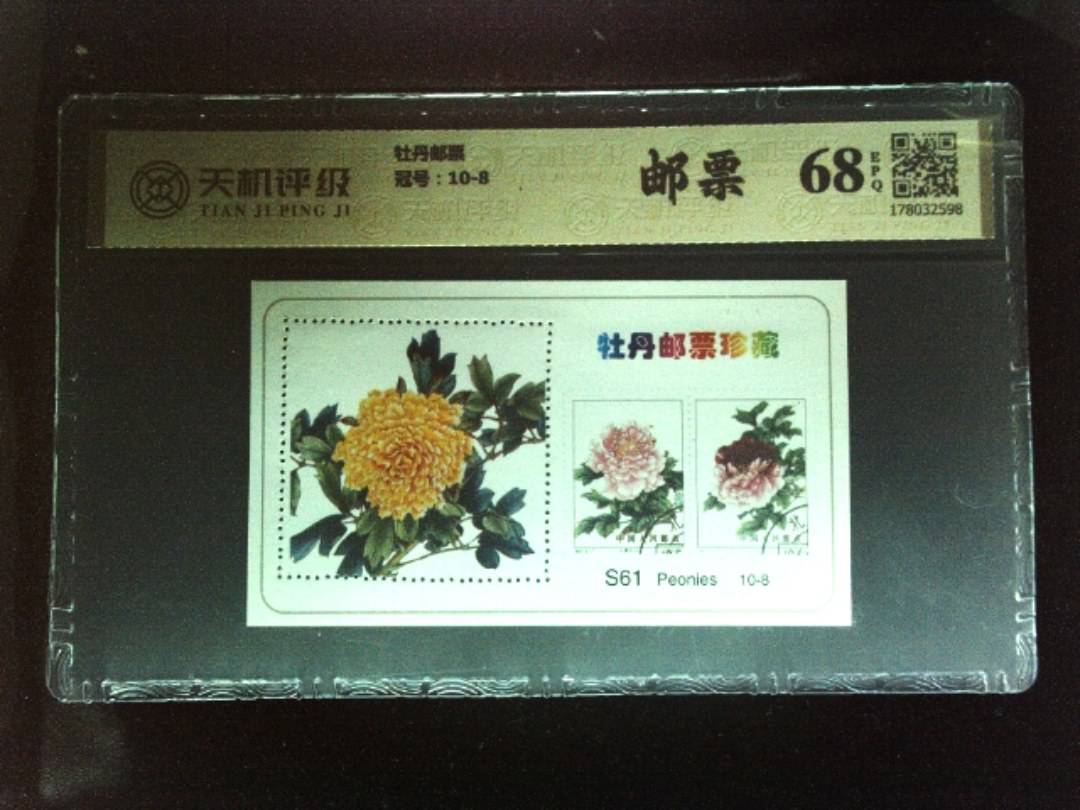 天机评级
TIAN JI PING JI
牡丹邮票
冠号：10-8
邮票
68
EPQ
178032598
牡丹邮票珍藏
S61 Peonies 10-8